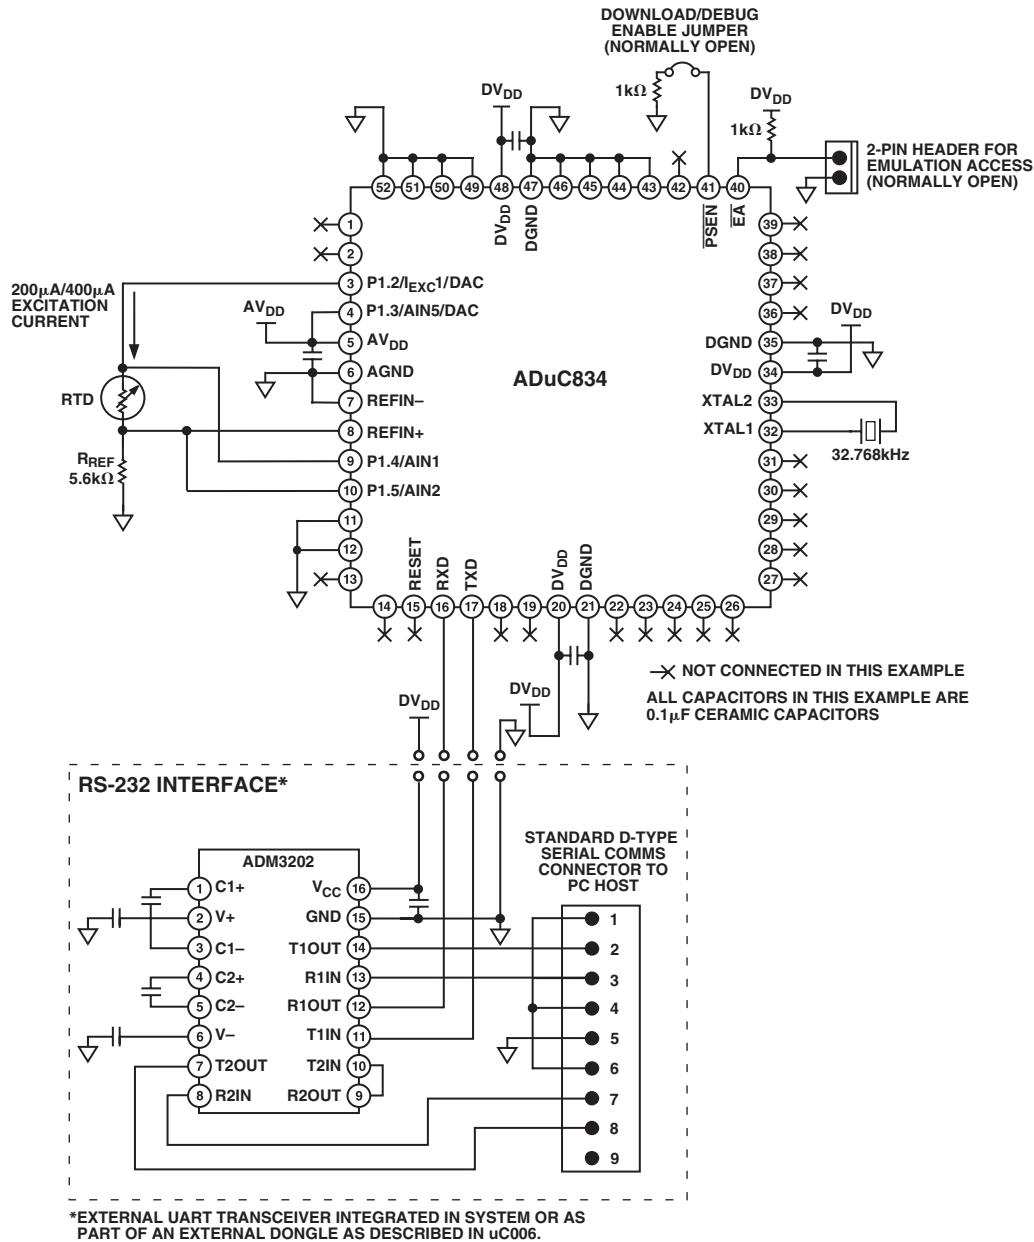 DOWNLOAD/DEBUG
ENABLE JUMPER
(NORMALLY OPEN)
1kΩ
DVDD
DVDD
1kΩ
2-PIN HEADER FOR
EMULATION ACCESS
(NORMALLY OPEN)
52 51 50 49 48 47 46 45 44 43 42 41 40
DVDD
DGND
PSEN
EA
1
2
3 P1.2/IEXC1/DAC
4 P1.3/AIN5/DAC
5 AVDD
6 AGND
7 REFIN–
8 REFIN+
9 P1.4/AIN1
10 P1.5/AIN2
11
12
13
200µA/400µA
EXCITATION
CURRENT
AVDD
RTD
RREF
5.6kΩ
ADuC834
39
38
37
36
DGND 35
DVDD 34
XTAL2 33
XTAL1 32
31
30
29
28
27
DVDD
32.768kHz
RESET
RXD
TXD
DVDD
DGND
14 15 16 17 18 19 20 21 22 23 24 25 26
NOT CONNECTED IN THIS EXAMPLE
ALL CAPACITORS IN THIS EXAMPLE ARE
0.1µF CERAMIC CAPACITORS
DVDD
DVDD
RS-232 INTERFACE*
ADM3202
1 C1+
2 V+
3 C1–
4 C2+
5 C2–
6 V–
7 T2OUT
8 R2IN
VCC 16
GND 15
T1OUT 14
R1IN 13
R1OUT 12
T1IN 11
T2IN 10
R2OUT 9
STANDARD D-TYPE
SERIAL COMMS
CONNECTOR TO
PC HOST
1
2
3
4
5
6
7
8
9
*EXTERNAL UART TRANSCEIVER INTEGRATED IN SYSTEM OR AS
PART OF AN EXTERNAL DONGLE AS DESCRIBED IN uC006.